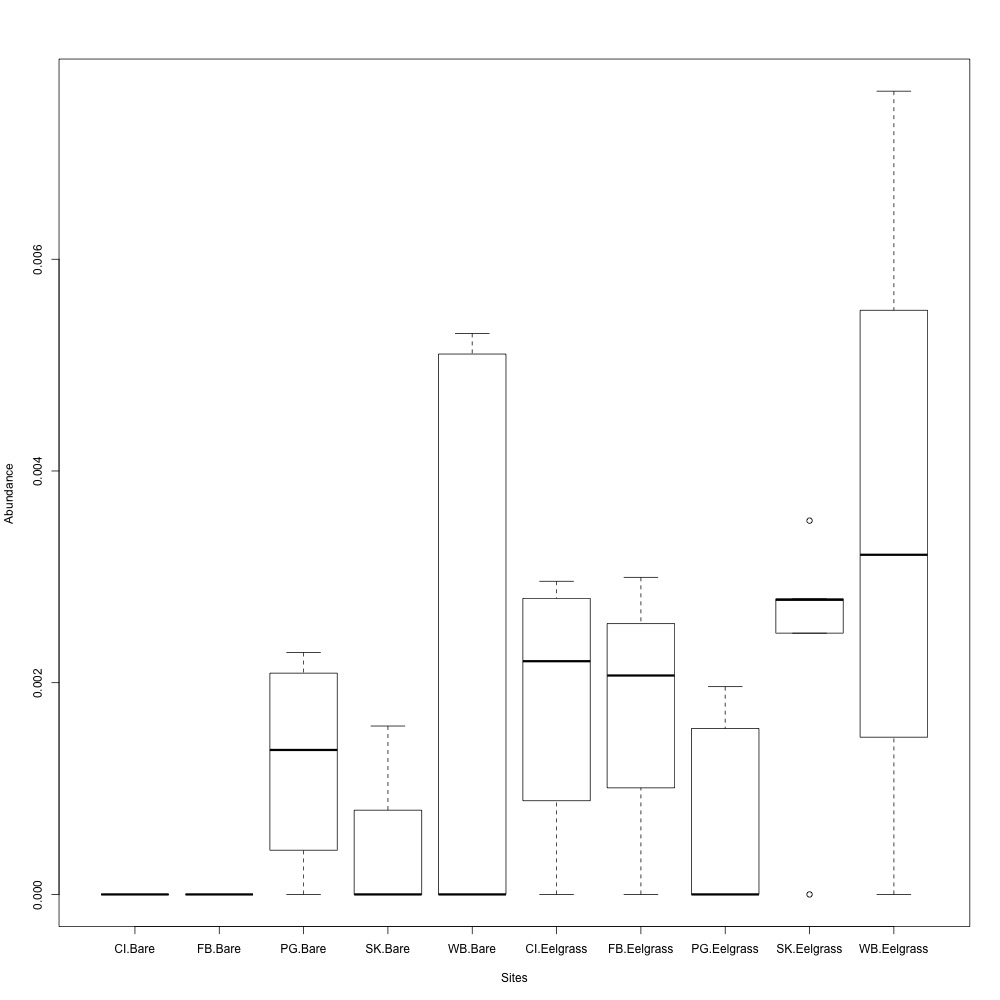 0.006
0.004
0.002
0.000
Abundance
CI.Bare FB.Bare PG.Bare SK.Bare WB.Bare CI.Eelgrass FB.Eelgrass PG.Eelgrass SK.Eelgrass WB.Eelgrass
Sites